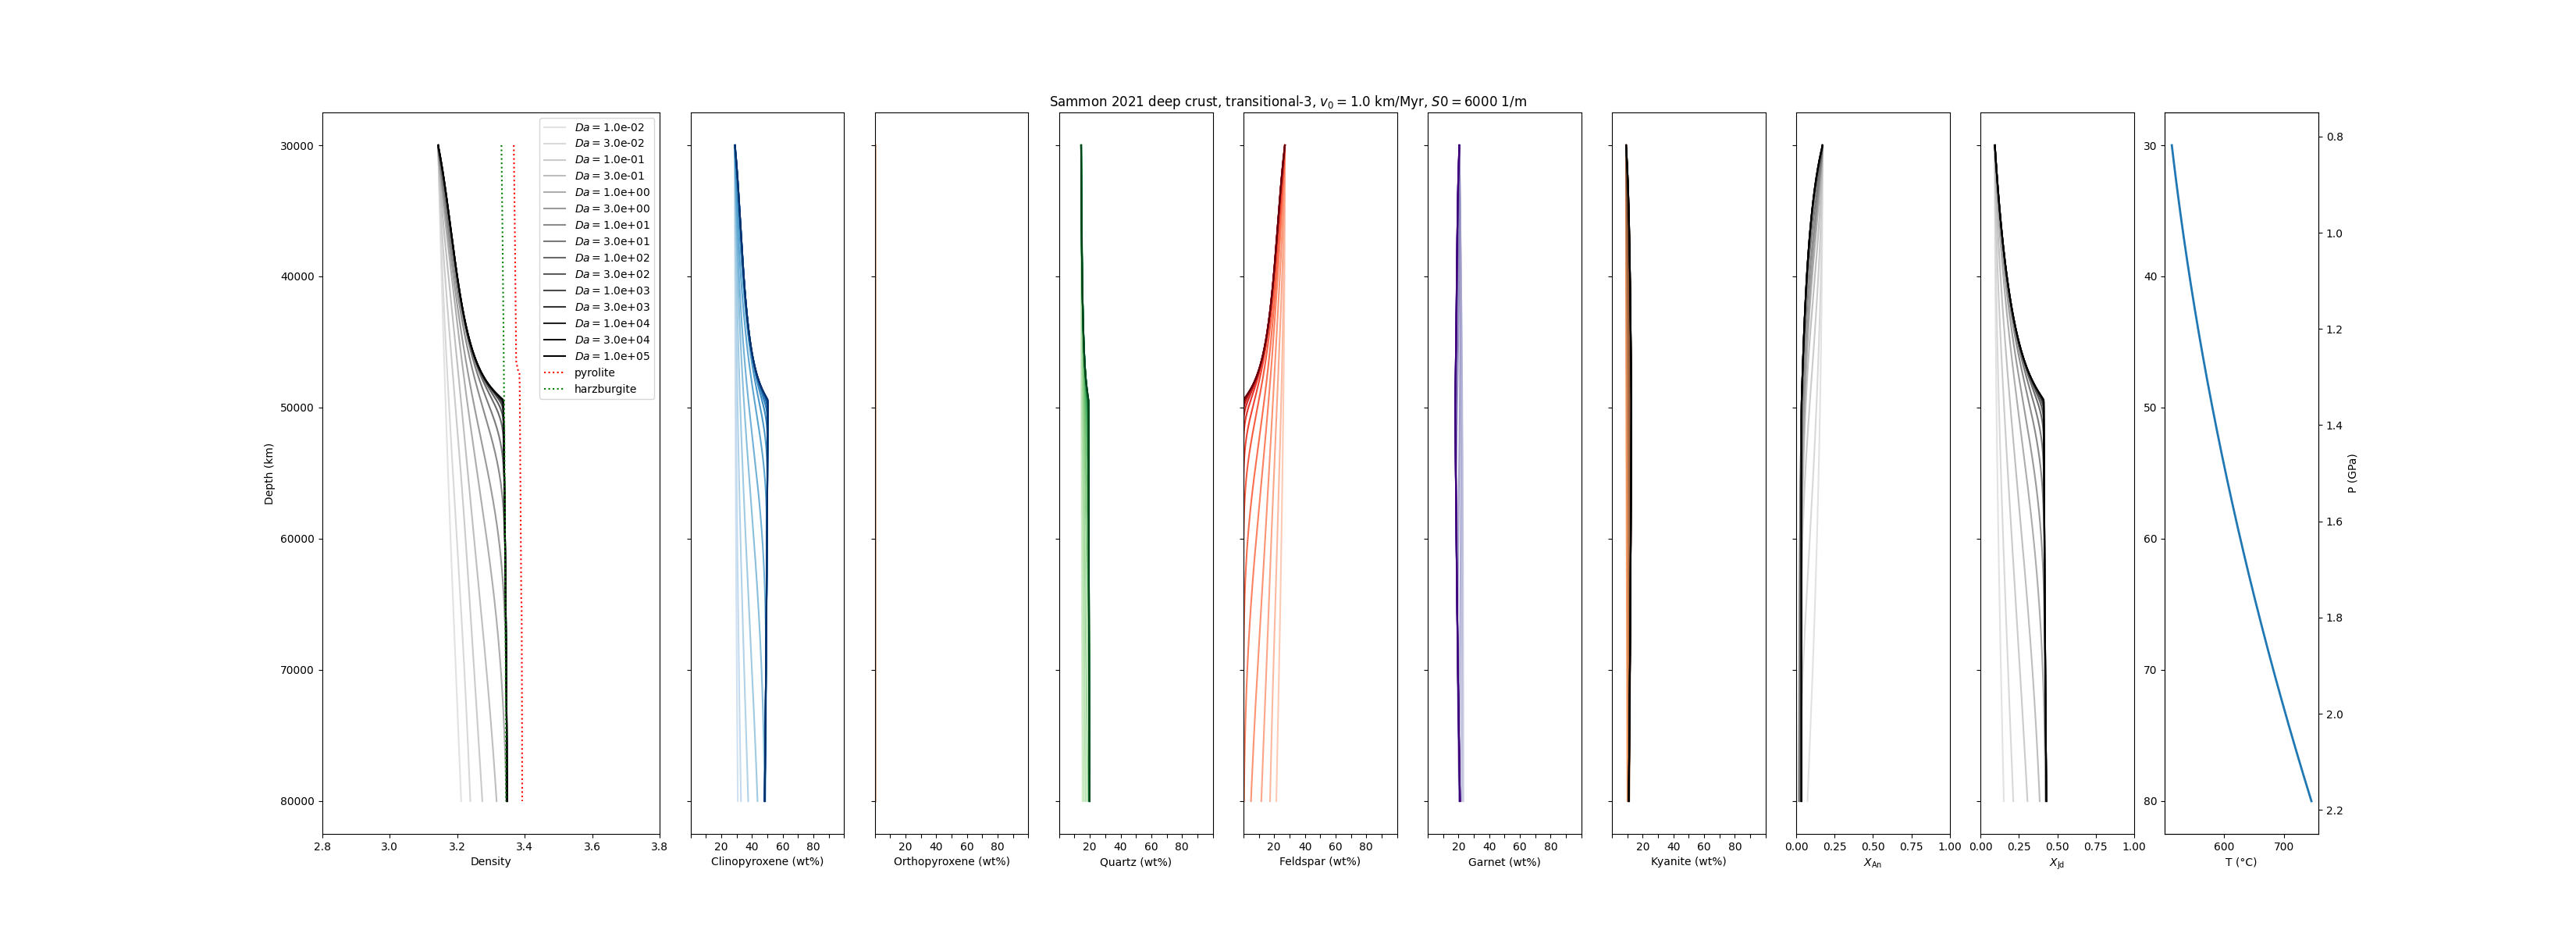 Sammon 2021 deep crust, transitional-3, v₀ = 1.0 km/Myr, S0 = 6000 1/m
Depth (km)
30000
40000
50000
60000
70000
80000
2.8 3.0 3.2 3.4 3.6 3.8
Density
Da = 1.0e-02
Da = 3.0e-02
Da = 1.0e-01
Da = 3.0e-01
Da = 1.0e+00
Da = 3.0e+00
Da = 1.0e+01
Da = 3.0e+01
Da = 1.0e+02
Da = 3.0e+02
Da = 1.0e+03
Da = 3.0e+03
Da = 1.0e+04
Da = 3.0e+04
Da = 1.0e+05
pyrolite
harzburgite
20 40 60 80
Clinopyroxene (wt%)
20 40 60 80
Orthopyroxene (wt%)
20 40 60 80
Quartz (wt%)
20 40 60 80
Feldspar (wt%)
20 40 60 80
Garnet (wt%)
20 40 60 80
Kyanite (wt%)
0.00 0.25 0.50 0.75 1.00
X_An
0.00 0.25 0.50 0.75 1.00
X_Jd
30
40
50
60
70
80
600 700
T (°C)
0.8
1.0
1.2
1.4
1.6
1.8
2.0
2.2
P (GPa)